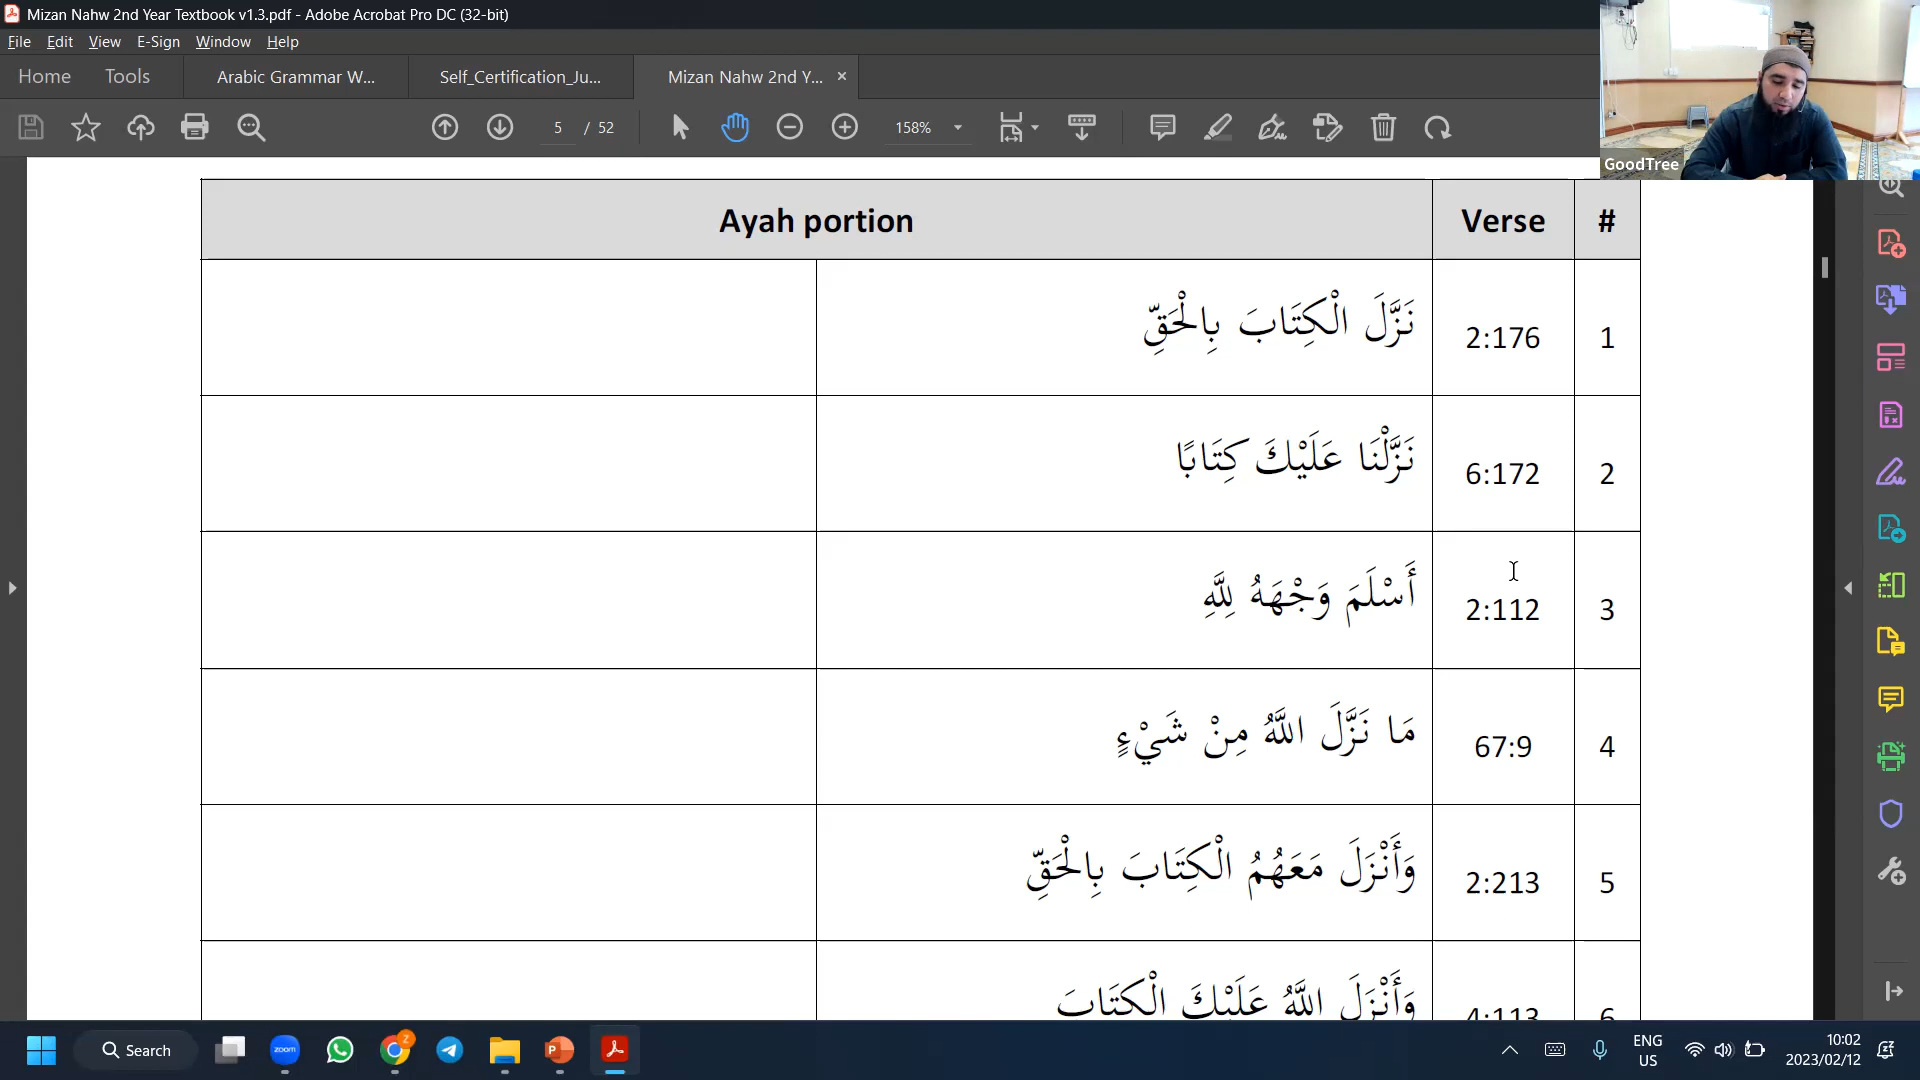 Mizan Nahw 2nd Year Textbook v1.3.pdf - Adobe Acrobat Pro DC (32-bit)
File Edit View E-Sign Window Help
Home Tools Arabic Grammar W... Self_Certification_Ju... Mizan Nahw 2nd Y... ×
5 / 52 158%
GoodTree
Ayah portion Verse #
نَزَّلَ الْكِتَابَ بِالْحَقِّ 2:176 1
نَزَّلْنَا عَلَيْكَ كِتَابًا 6:172 2
أَسْلَمَ وَجْهَهُ لِلَّهِ 2:112 3
مَا نَزَّلَ اللَّهُ مِنْ شَيْءٍ 67:9 4
وَأَنْزَلَ مَعَهُمُ الْكِتَابَ بِالْحَقِّ 2:213 5
وَأَنْزَلَ اللَّهُ عَلَيْكَ الْكِتَابَ 4:113 6
Search zoom ENG 10:02
US 2023/02/12